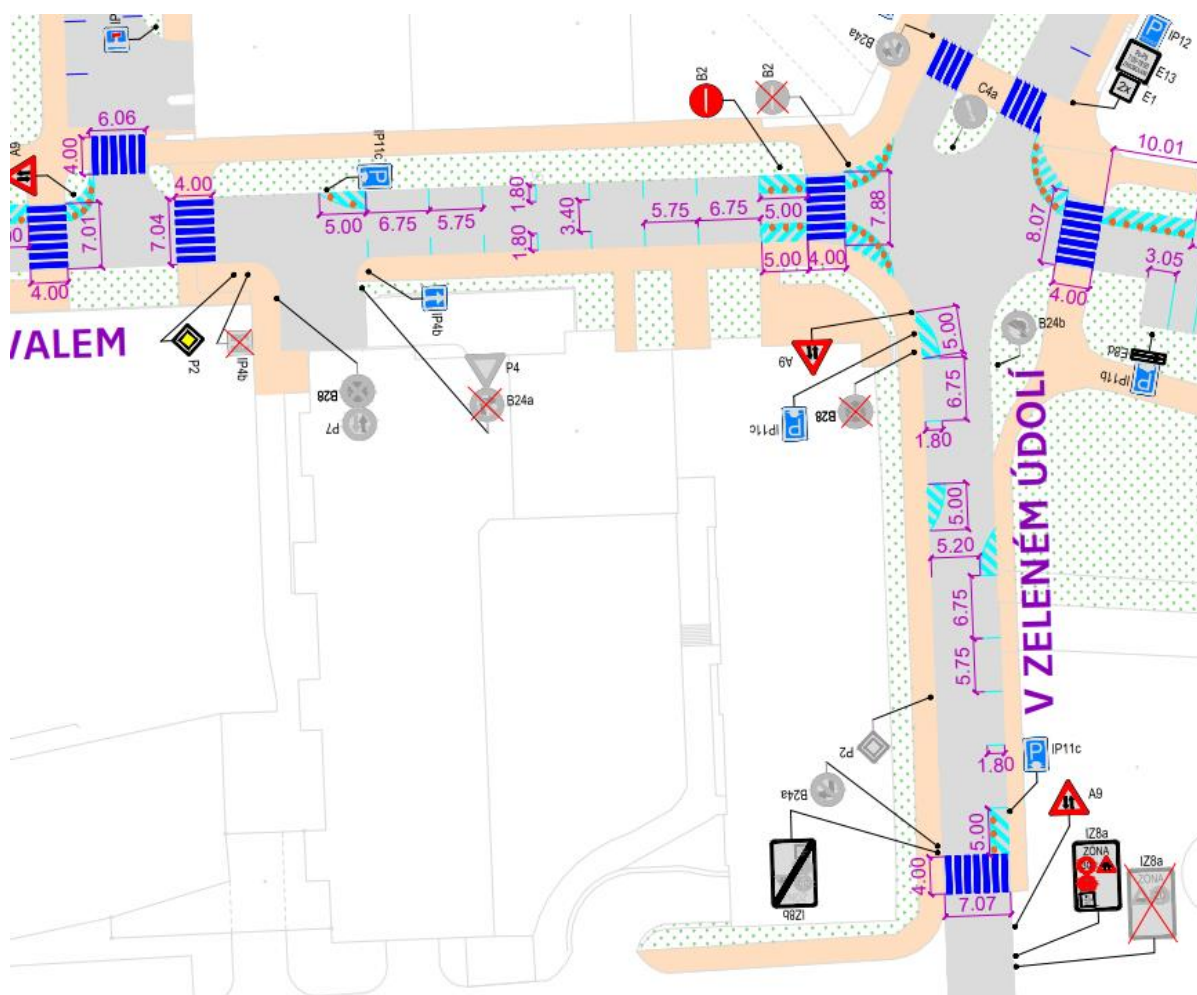 IP
B24a
IP12
E13
E1
2x
C4a
B2
B2
6.06
4.00
A9
IP11c
10.01
4.00
7.04
7.01
5.00
6.75
5.75
1.80
3.40
1.80
5.75
6.75
5.00
7.88
5.00
4.00
8.07
4.00
3.05
4.00
VALEM
P2
IP4b
IP4b
B28
P7
P4
B24a
A9
5.00
B24b
E8d
IP11b
IP11c
B28
6.75
1.80
5.00
5.20
6.75
5.75
V ZELENÉM ÚDOLÍ
P2
1.80
IP11c
B24a
A9
5.00
IZ8a
ZÓNA
IZ8a
ZÓNA
IZ8b
4.00
7.07